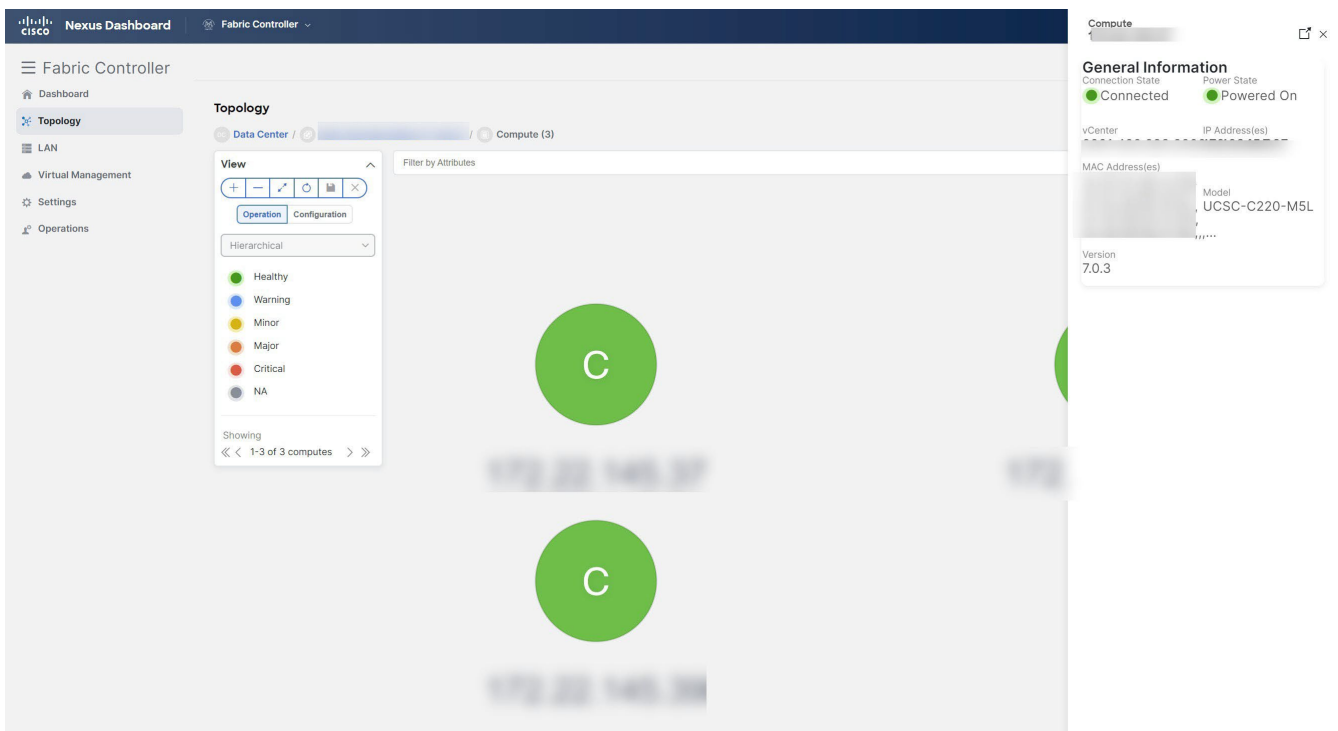 cisco Nexus Dashboard Fabric Controller
Fabric Controller
Dashboard
Topology
LAN
Virtual Management
Settings
Operations
Topology
Data Center / / Compute (3)
View
Filter by Attributes
Operation Configuration
Hierarchical
Healthy
Warning
Minor
Major
Critical
NA
Showing
1-3 of 3 computes
C
C
Compute
General Information
Connection State Power State
Connected Powered On
vCenter IP Address(es)
MAC Address(es)
Model
, UCSC-C220-M5L
,
,,,...
Version
7.0.3